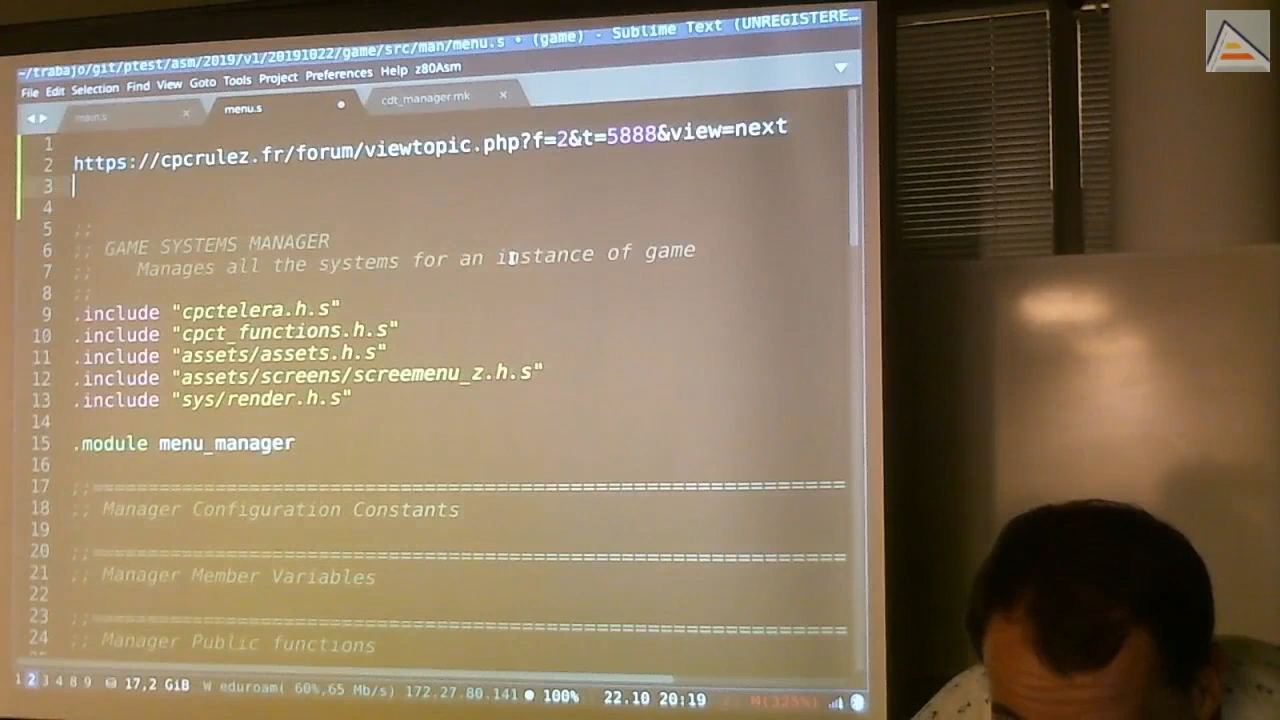 ~/trabajo/git/ptest/asm/2019/v1/20191022/game/src/man/menu.s • (game) - Sublime Text (UNREGISTERE…
File Edit Selection Find View Goto Tools Project Preferences Help z80Asm
main.s × menu.s cdt_manager.mk ×
1
2 https://cpcrulez.fr/forum/viewtopic.php?f=2&t=5888&view=next
3
4
5 ;;
6 ;; GAME SYSTEMS MANAGER
7 ;; Manages all the systems for an instance of game
8 ;;
9 .include "cpctelera.h.s"
10 .include "cpct_functions.h.s"
11 .include "assets/assets.h.s"
12 .include "assets/screens/screemenu_z.h.s"
13 .include "sys/render.h.s"
14
15 .module menu_manager
16
17 ;;
18 ;; Manager Configuration Constants
19
20 ;;
21 ;; Manager Member Variables
22
23 ;;
24 ;; Manager Public functions
1 2 3 4 8 9 17,2 GiB W eduroam( 60%,65 Mb/s) 172.27.80.141 100% 22.10 20:19 M(325%)